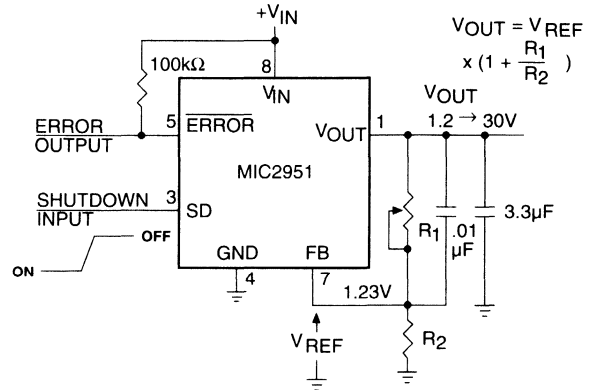 +VIN
VOUT = VREF
x (1 + R1/R2 )
100kΩ
8
VIN
VOUT
1.2 → 30V
ERROR
OUTPUT
5
ERROR
VOUT
1
MIC2951
SHUTDOWN
INPUT
3
SD
R1
.01
µF
3.3µF
OFF
ON
GND
FB
4
7
1.23V
VREF
R2